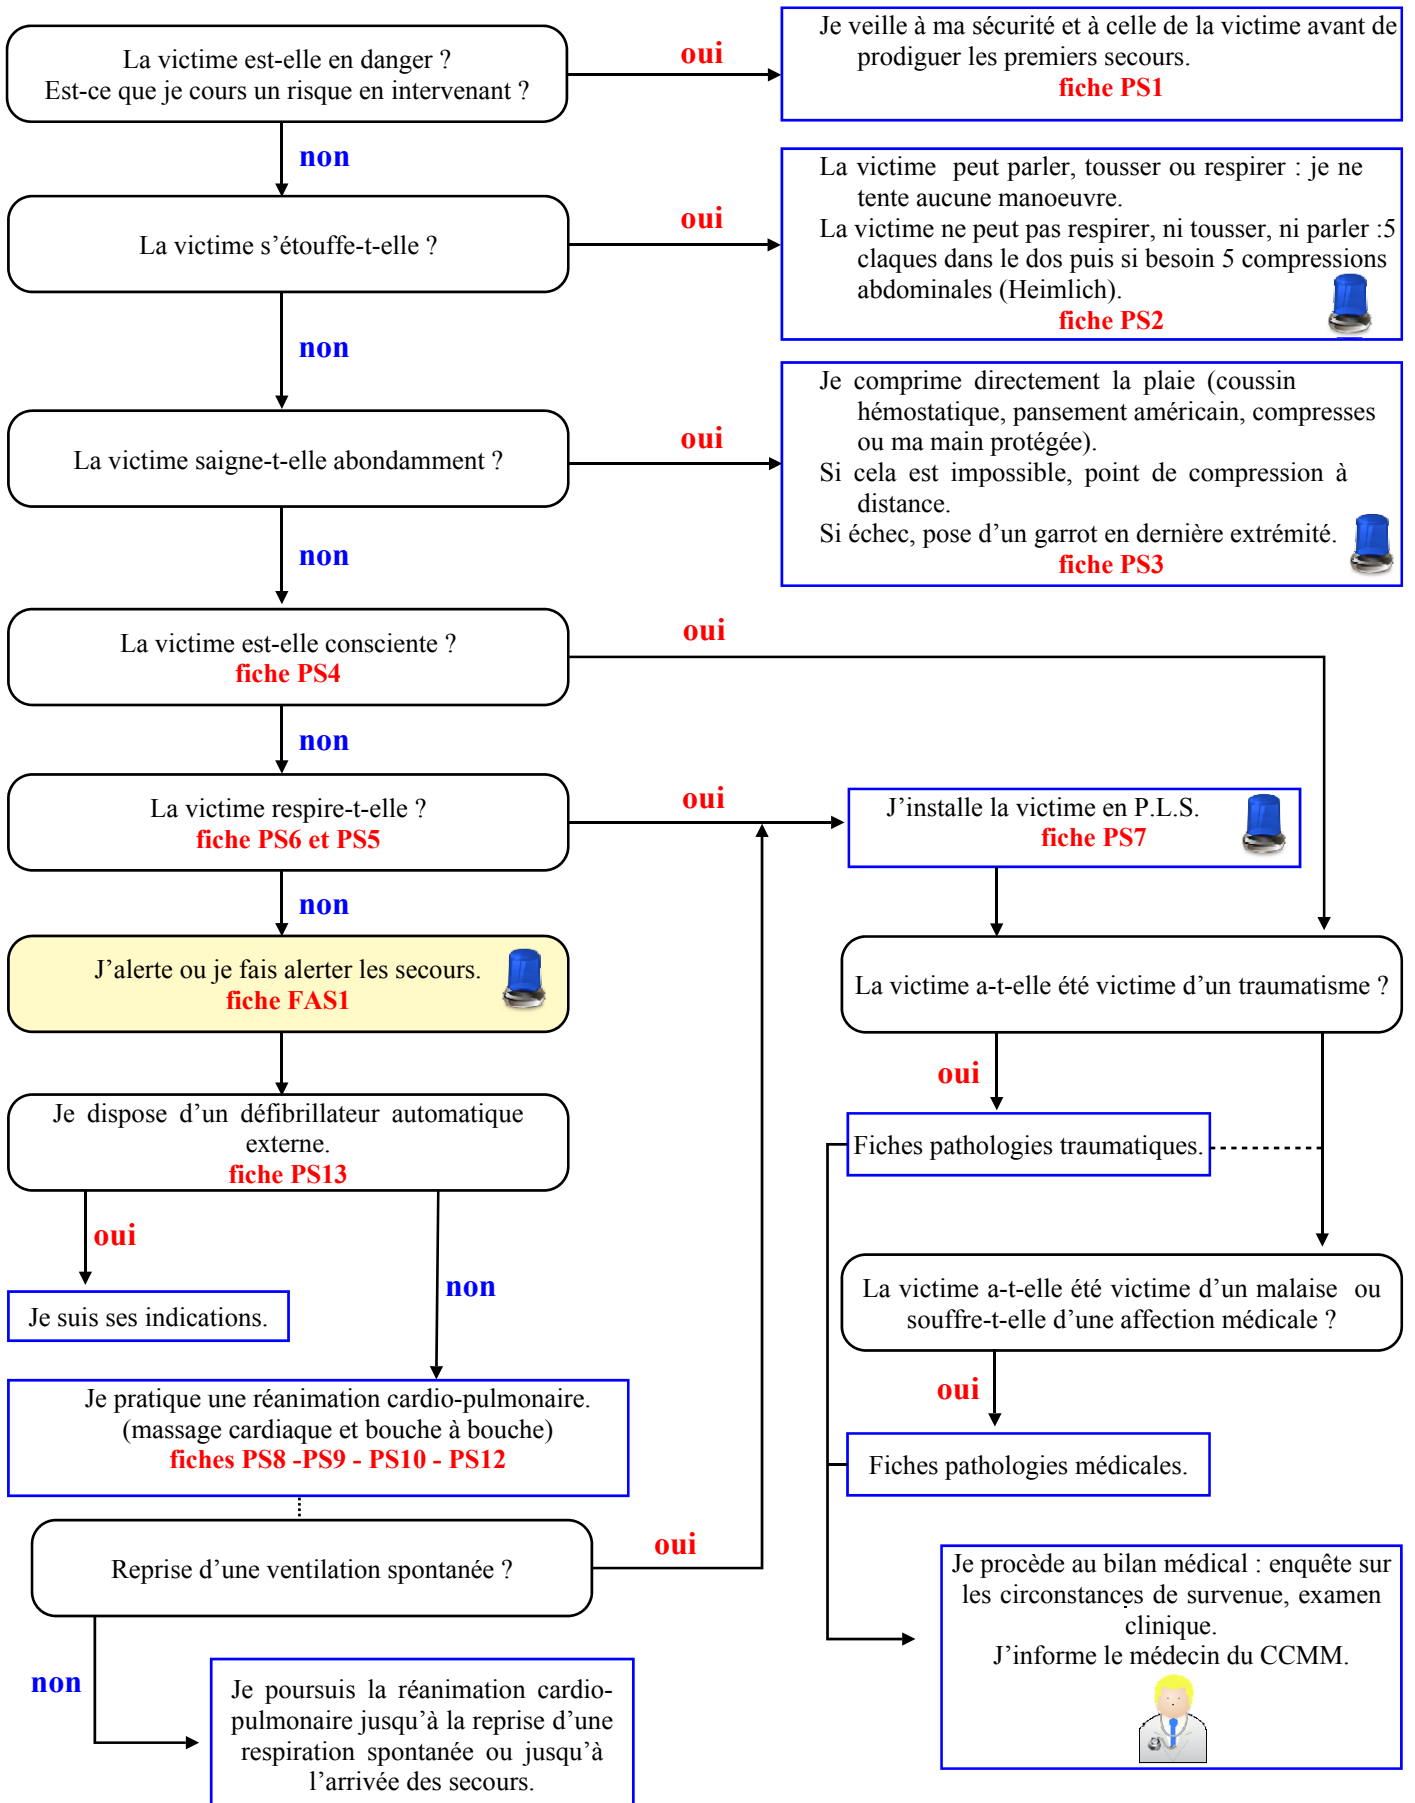 La victime est-elle en danger ?
Est-ce que je cours un risque en intervenant ?
oui
Je veille à ma sécurité et à celle de la victime avant de
prodiguer les premiers secours.
fiche PS1
non
La victime s’étouffe-t-elle ?
oui
La victime peut parler, tousser ou respirer : je ne
tente aucune manoeuvre.
La victime ne peut pas respirer, ni tousser, ni parler :5
claques dans le dos puis si besoin 5 compressions
abdominales (Heimlich).
fiche PS2
non
La victime saigne-t-elle abondamment ?
oui
Je comprime directement la plaie (coussin
hémostatique, pansement américain, compresses
ou ma main protégée).
Si cela est impossible, point de compression à
distance.
Si échec, pose d’un garrot en dernière extrémité.
fiche PS3
non
La victime est-elle consciente ?
fiche PS4
oui
non
La victime respire-t-elle ?
fiche PS6 et PS5
oui
J’installe la victime en P.L.S.
fiche PS7
non
J’alerte ou je fais alerter les secours.
fiche FAS1
La victime a-t-elle été victime d’un traumatisme ?
oui
Fiches pathologies traumatiques.
Je dispose d’un défibrillateur automatique
externe.
fiche PS13
oui
Je suis ses indications.
non
La victime a-t-elle été victime d’un malaise ou
souffre-t-elle d’une affection médicale ?
oui
Fiches pathologies médicales.
Je pratique une réanimation cardio-pulmonaire.
(massage cardiaque et bouche à bouche)
fiches PS8 -PS9 - PS10 - PS12
Reprise d’une ventilation spontanée ?
oui
Je procède au bilan médical : enquête sur
les circonstances de survenue, examen
clinique.
J’informe le médecin du CCMM.
non
Je poursuis la réanimation cardio-
pulmonaire jusqu’à la reprise d’une
respiration spontanée ou jusqu’à
l’arrivée des secours.